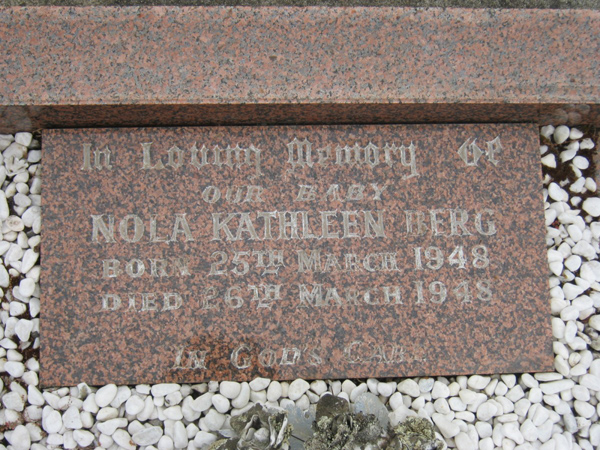 In Loving Memory Of
OUR BABY
NOLA KATHLEEN BERG
BORN 25TH MARCH 1948
DIED 26TH MARCH 1948
IN GOD'S